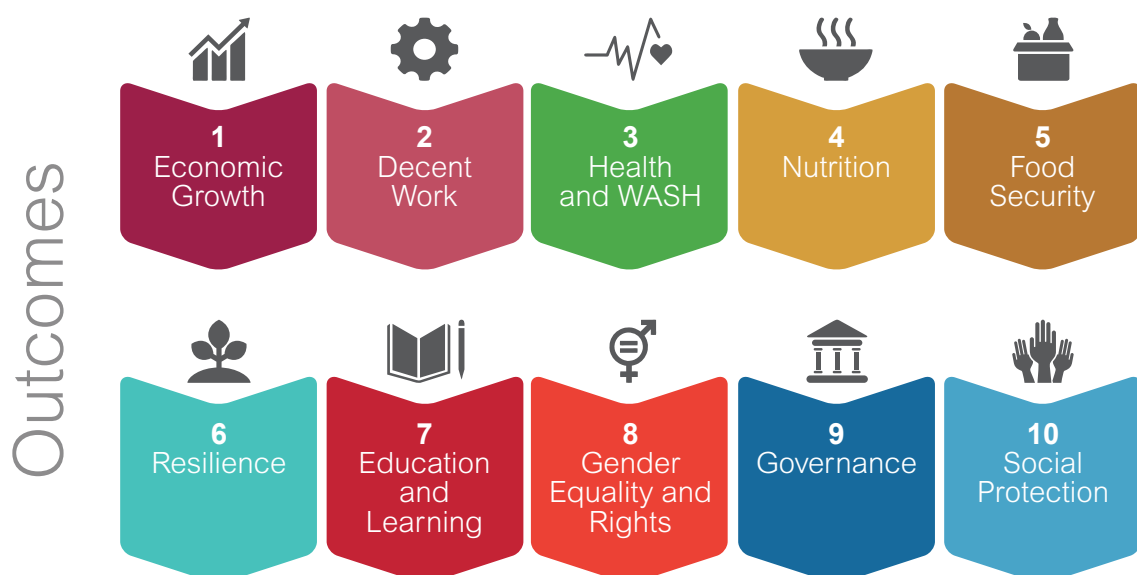 Outcomes
1
Economic
Growth
2
Decent
Work
3
Health
and WASH
4
Nutrition
5
Food
Security
6
Resilience
7
Education
and
Learning
8
Gender
Equality and
Rights
9
Governance
10
Social
Protection